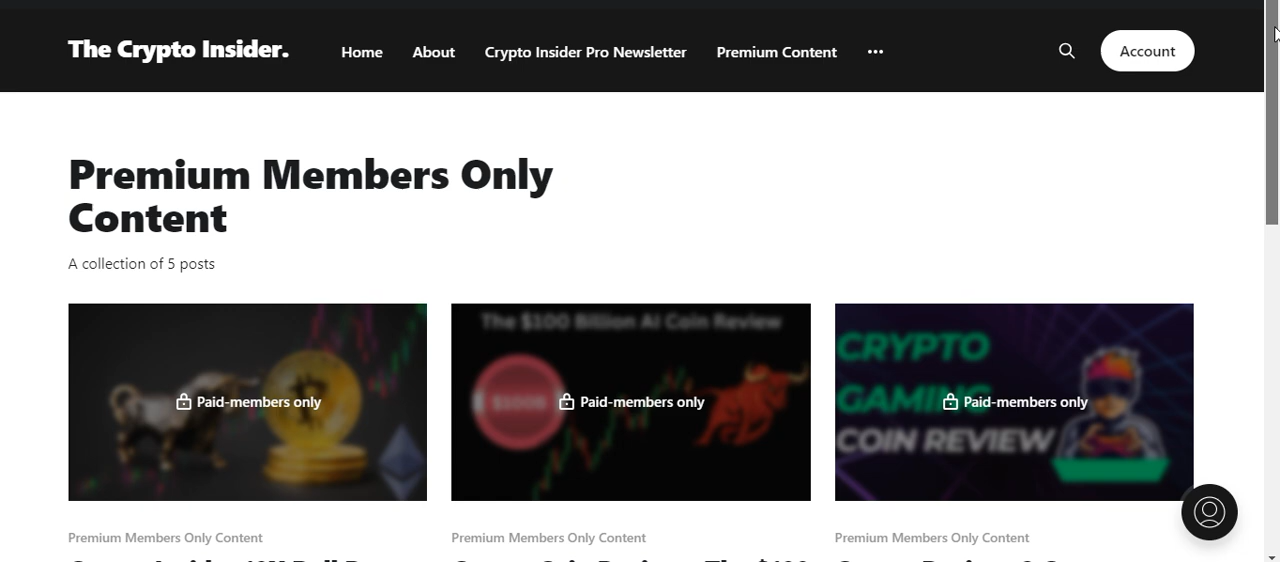 The Crypto Insider.
Home About Crypto Insider Pro Newsletter Premium Content •••
Account
Premium Members Only
Content
A collection of 5 posts
Paid-members only
The $100 Billion AI Coin Review
$100B
Paid-members only
CRYPTO
GAMING
COIN REVIEW
Paid-members only
Premium Members Only Content
Premium Members Only Content
Premium Members Only Content